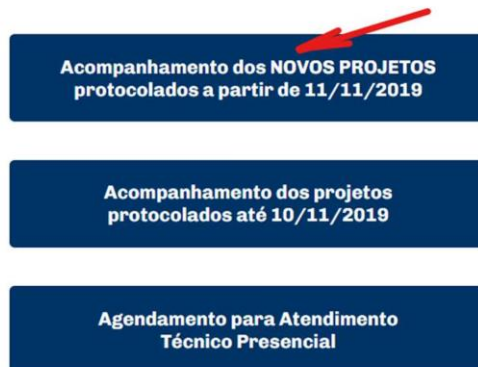 Acompanhamento dos NOVOS PROJETOS
protocolados a partir de 11/11/2019
Acompanhamento dos projetos
protocolados até 10/11/2019
Agendamento para Atendimento
Técnico Presencial